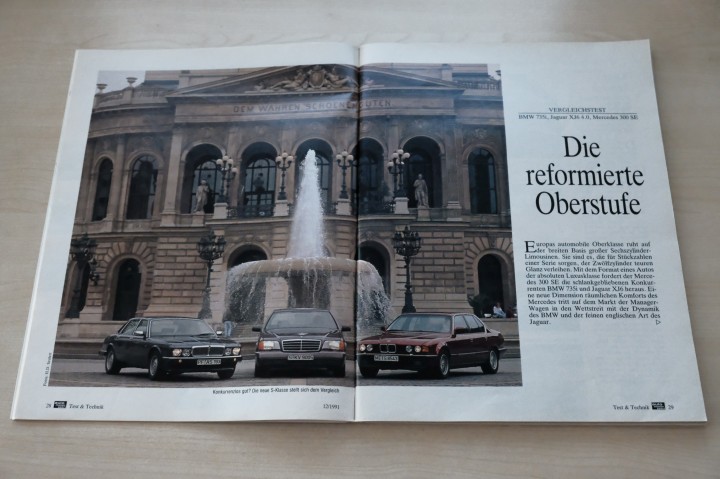 DEM WAHREN SCHOENEN GUTEN
Konkurrenzlos gut? Die neue S-Klasse stellt sich dem Vergleich
28
Test & Technik
12/1991
VERGLEICHSTEST
BMW 735i, Jaguar XJ6 4.0, Mercedes 300 SE
Die
reformierte
Oberstufe
Europas automobile Oberklasse ruht auf
der breiten Basis großer Sechszylinder-
Limousinen. Sie sind es, die für Stückzahlen
einer Serie sorgen, der Zwölfzylinder teuren
Glanz verleihen. Mit dem Format eines Autos
der absoluten Luxusklasse fordert der Merce-
des 300 SE die schlankgebliebenen Konkur-
renten BMW 735i und Jaguar XJ6 heraus. Ei-
ne neue Dimension räumlichen Komforts des
Mercedes tritt auf dem Markt der Manager-
Wagen in den Wettstreit mit der Dynamik
des BMW und der feinen englischen Art des
Jaguar.
Test & Technik
29